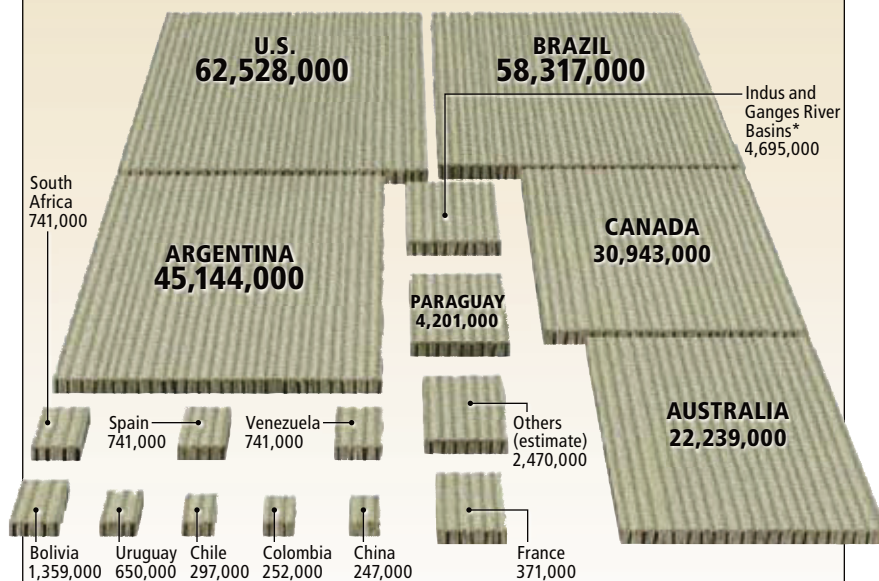 U.S.
62,528,000
BRAZIL
58,317,000
Indus and
Ganges River
Basins*
4,695,000
South
Africa
741,000
ARGENTINA
45,144,000
CANADA
30,943,000
PARAGUAY
4,201,000
Spain
741,000
Venezuela
741,000
Others
(estimate)
2,470,000
AUSTRALIA
22,239,000
Bolivia
1,359,000
Uruguay
650,000
Chile
297,000
Colombia
252,000
China
247,000
France
371,000